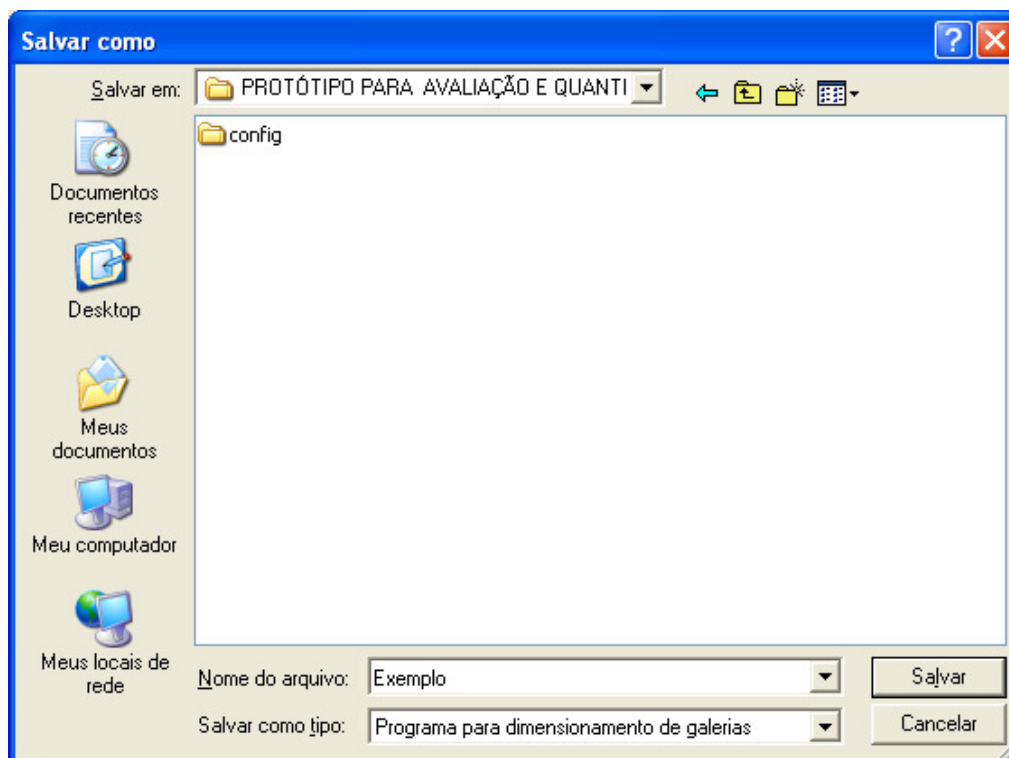 Salvar como
Salvar em:
PROTÓTIPO PARA AVALIAÇÃO E QUANTI
config
Documentos
recentes
Desktop
Meus
documentos
Meu computador
Meus locais de
rede
Nome do arquivo:
Exemplo
Salvar
Salvar como tipo:
Programa para dimensionamento de galerias
Cancelar